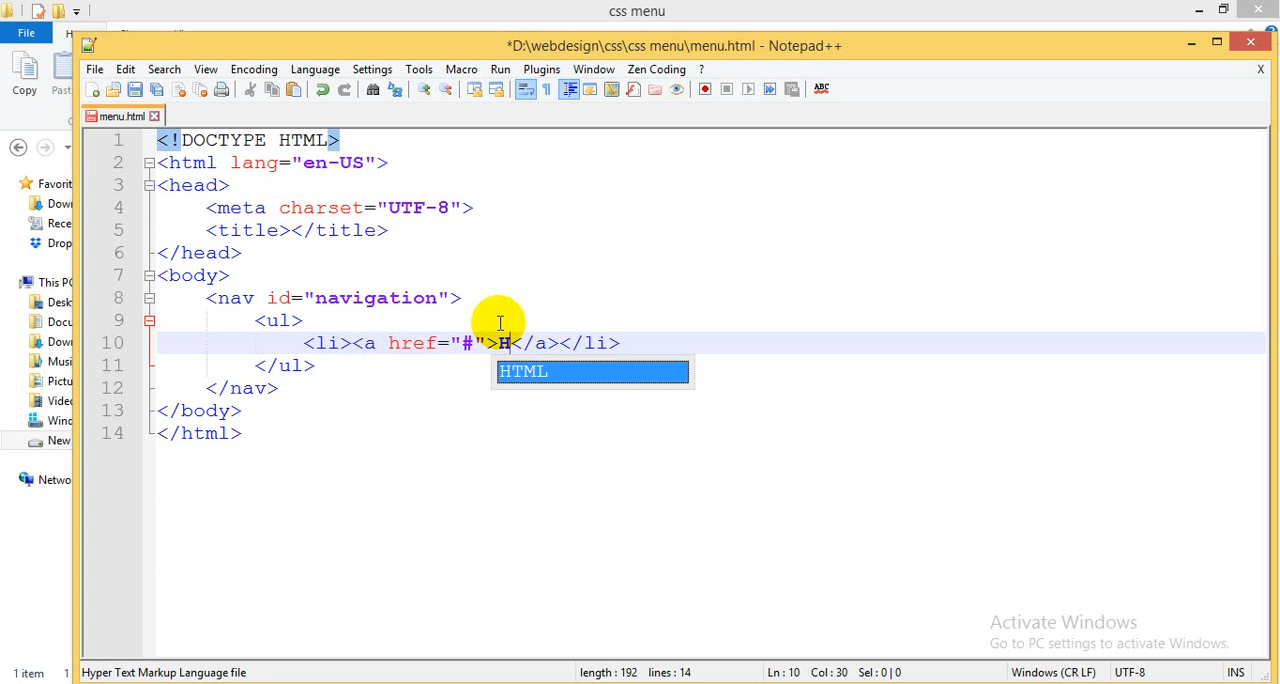 css menu
File
*D:\webdesign\css\css menu\menu.html - Notepad++
File Edit Search View Encoding Language Settings Tools Macro Run Plugins Window Zen Coding ? X
Copy
menu.html
1 <!DOCTYPE HTML>
2 <html lang="en-US">
3 <head>
4 <meta charset="UTF-8">
5 <title></title>
6 </head>
7 <body>
8 <nav id="navigation">
9 <ul>
10 <li><a href="#">H</a></li>
HTML
11 </ul>
12 </nav>
13 </body>
14 </html>
This PC
New
Activate Windows
Go to PC settings to activate Windows.
1 item
Hyper Text Markup Language file length : 192 lines : 14 Ln : 10 Col : 30 Sel : 0 | 0 Windows (CR LF) UTF-8 INS